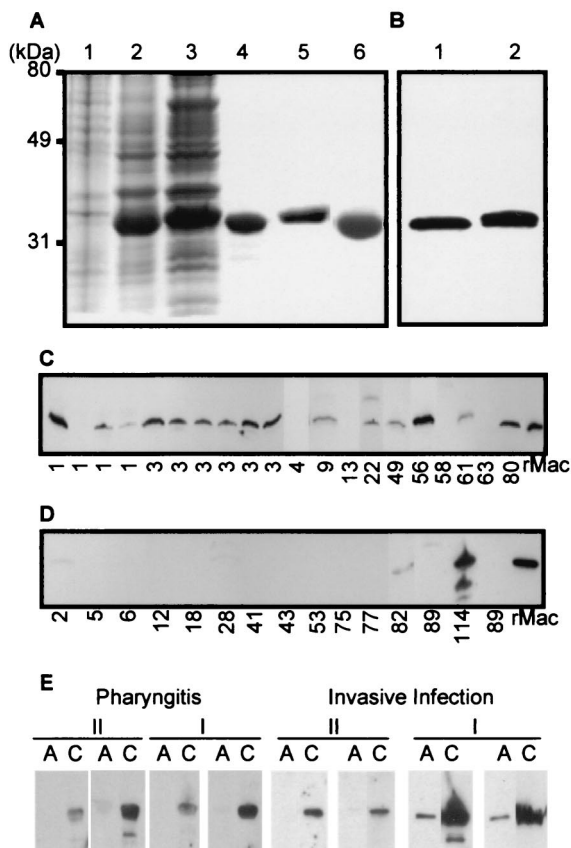 A B
(kDa) 1 2 3 4 5 6 1 2
80
49
31
C
1 1 1 1 3 3 3 3 3 3 4 9 13 22 49 56 58 61 63 80 rMac
D
2 5 6 12 18 28 41 43 53 75 77 82 89 114 89 rMac
E
Pharyngitis Invasive Infection
II I II I
A C A C A C A C A C A C A C A C